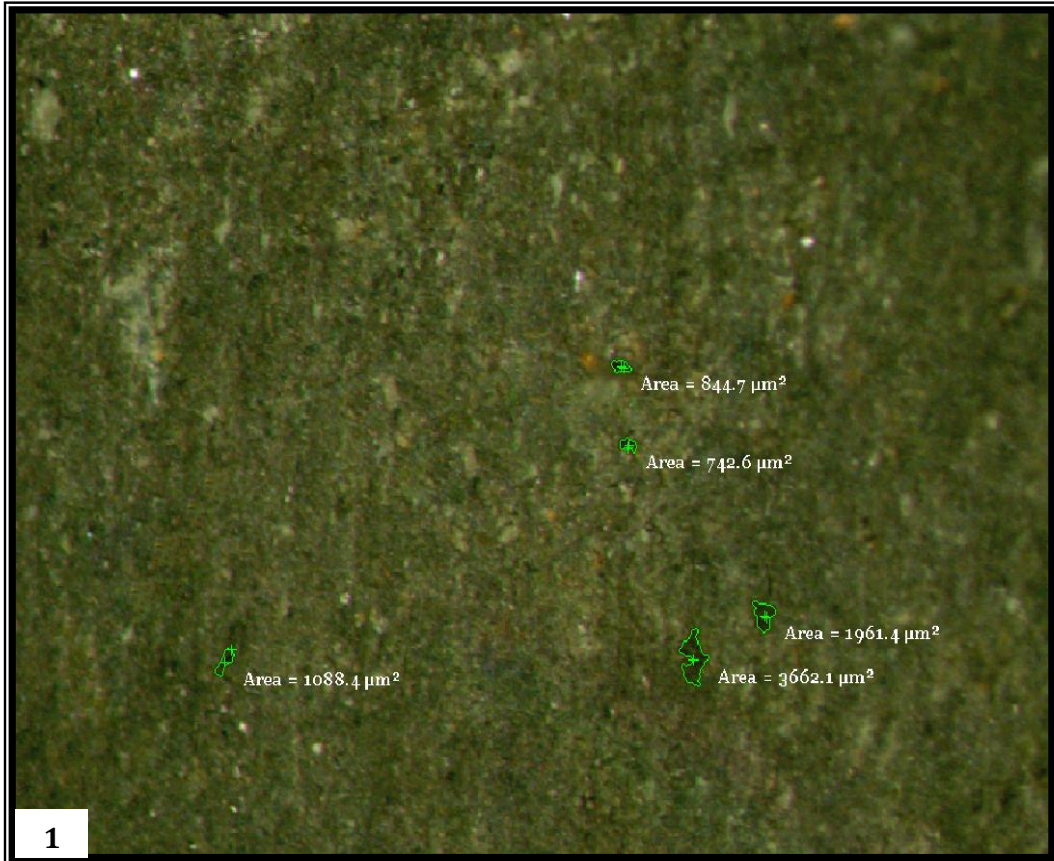 Area = 844.7 µm²
Area = 742.6 µm²
Area = 1961.4 µm²
Area = 3662.1 µm²
Area = 1088.4 µm²
1